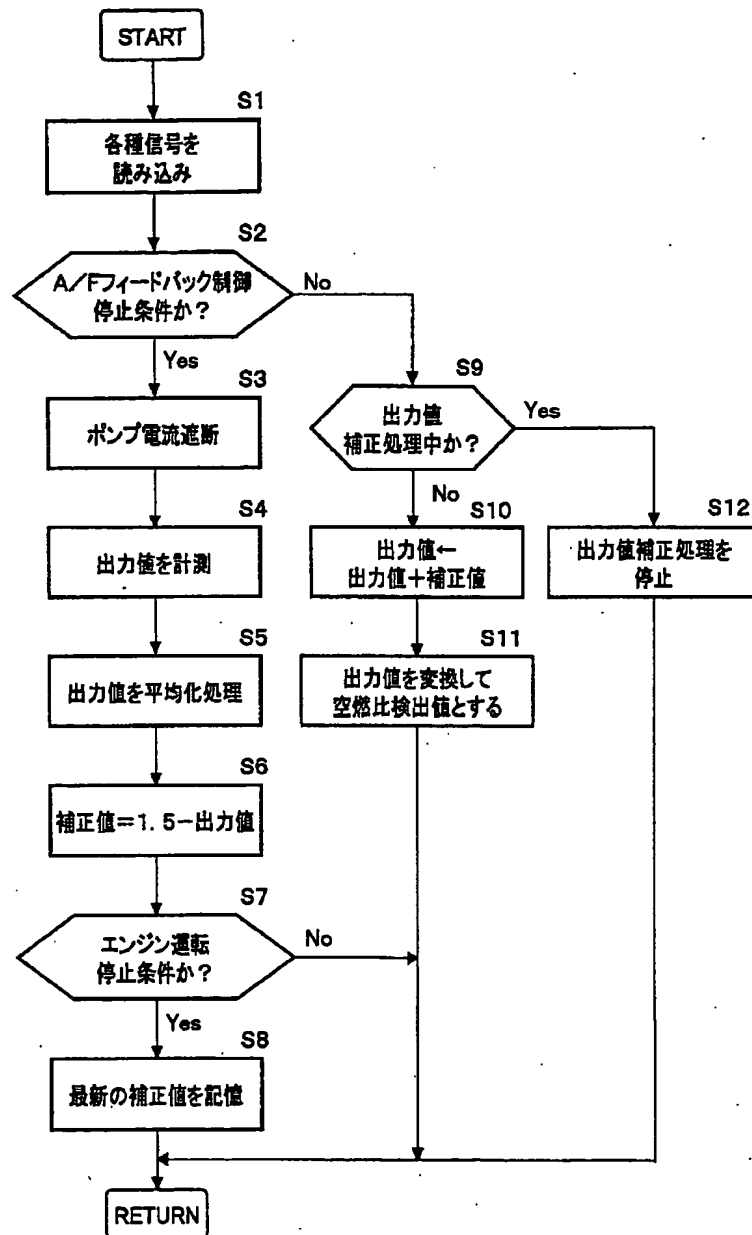 START
S1
各種信号を
読み込み
S2
A/Fフィードバック制御
停止条件か?
No
Yes
S3
ポンプ電流遮断
S4
出力値を計測
S5
出力値を平均化処理
S6
補正値=1.5-出力値
S7
エンジン運転
停止条件か?
No
Yes
S8
最新の補正値を記憶
RETURN
S9
出力値
補正処理中か?
Yes
No
S10
出力値←
出力値+補正値
S11
出力値を変換して
空燃比検出値とする
S12
出力値補正処理を
停止